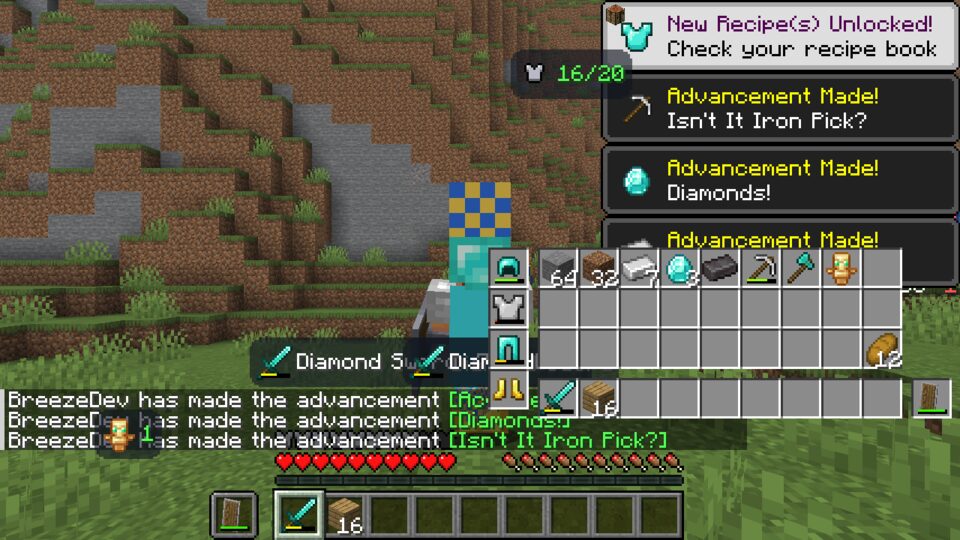 New Recipe(s) Unlocked!
Check your recipe book
16/20
Advancement Made!
Isn't It Iron Pick?
Advancement Made!
Diamonds!
Advancement Made!
64
32
7
3
12
Diamond
BreezeDev has made the advancement
BreezeDev has made the advancement [Diamonds!]
has made the advancement [Isn't It Iron Pick?]
1
16
16